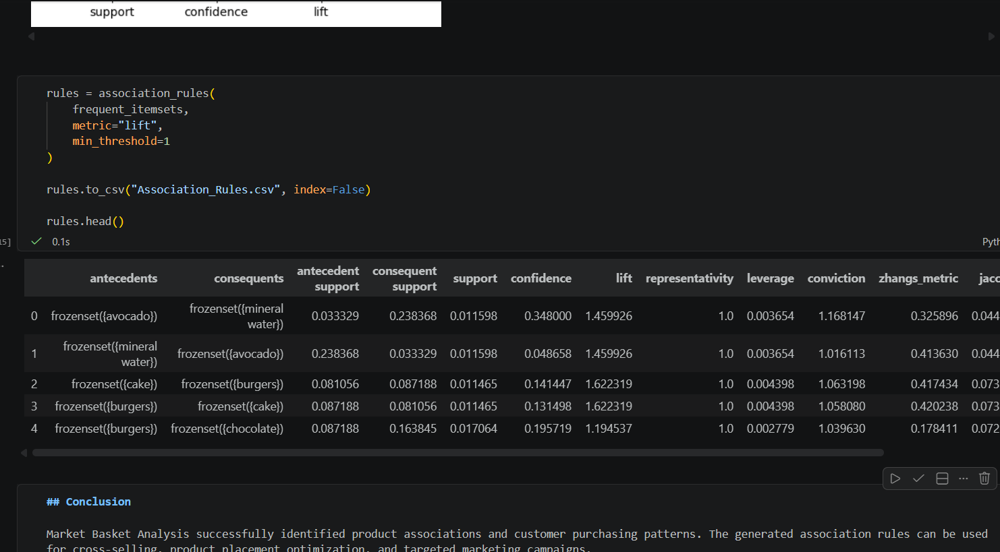 support confidence lift
rules = association_rules(
frequent_itemsets,
metric="lift",
min_threshold=1
)
rules.to_csv("Association_Rules.csv", index=False)
rules.head()
15]
0.1s
Pyth
antecedents consequents antecedent support consequent support support confidence lift representativity leverage conviction zhangs_metric jacc
0 frozenset({avocado}) frozenset({mineral water}) 0.033329 0.238368 0.011598 0.348000 1.459926 1.0 0.003654 1.168147 0.325896 0.044
1 frozenset({mineral water}) frozenset({avocado}) 0.238368 0.033329 0.011598 0.048658 1.459926 1.0 0.003654 1.016113 0.413630 0.044
2 frozenset({cake}) frozenset({burgers}) 0.081056 0.087188 0.011465 0.141447 1.622319 1.0 0.004398 1.063198 0.417434 0.073
3 frozenset({burgers}) frozenset({cake}) 0.087188 0.081056 0.011465 0.131498 1.622319 1.0 0.004398 1.058080 0.420238 0.073
4 frozenset({burgers}) frozenset({chocolate}) 0.087188 0.163845 0.017064 0.195719 1.194537 1.0 0.002779 1.039630 0.178411 0.072
## Conclusion
Market Basket Analysis successfully identified product associations and customer purchasing patterns. The generated association rules can be used
for cross-selling, product placement optimization, and targeted marketing campaigns.